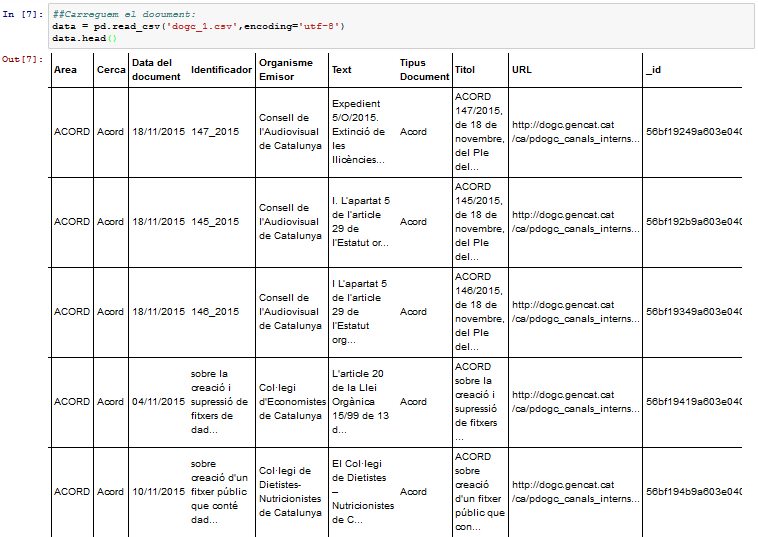 In [7]: ##Carreguem el document:
data = pd.read_csv('dogc_1.csv',encoding='utf-8')
data.head()
Out[7]:
Area Cerca Data del document Identificador Organisme Emisor Text Tipus Document Titol URL _id
ACORD Acord 18/11/2015 147_2015
Consell de
l'Audiovisual
de Catalunya
Expedient
5/O/2015.
Extinció de
les
llicències...
Acord
ACORD
147/2015,
de 18 de
novembre,
del Ple
del...
http://dogc.gencat.cat
/ca/pdogc_canals_interns...
56bf19249a603e040
ACORD Acord 18/11/2015 145_2015
Consell de
l'Audiovisual
de Catalunya
I. L'apartat 5
de l'article
29 de
l'Estatut or...
Acord
ACORD
145/2015,
de 18 de
novembre,
del Ple
del...
http://dogc.gencat.cat
/ca/pdogc_canals_interns...
56bf192b9a603e040
ACORD Acord 18/11/2015 146_2015
Consell de
l'Audiovisual
de Catalunya
I L'apartat 5
de l'article
29 de
l'Estatut
org...
Acord
ACORD
146/2015,
de 18 de
novembre,
del Ple
del...
http://dogc.gencat.cat
/ca/pdogc_canals_interns...
56bf19349a603e040
ACORD Acord 04/11/2015
sobre la
creació i
supressió de
fitxers de
dad...
Col·legi
d'Economistes
de Catalunya
L'article 20
de la Llei
Orgànica
15/99 de 13
d...
Acord
ACORD
sobre la
creació i
supressió
de fitxers
...
http://dogc.gencat.cat
/ca/pdogc_canals_interns...
56bf19419a603e040
ACORD Acord 10/11/2015
sobre
creació d'un
fitxer públic
que conté
dad...
Col·legi de
Dietistes-
Nutricionistes
de Catalunya
El Col·legi
de Dietistes
–
Nutricionistes
de C...
Acord
ACORD
sobre
creació
d'un fitxer
públic que
con...
http://dogc.gencat.cat
/ca/pdogc_canals_interns...
56bf194b9a603e040